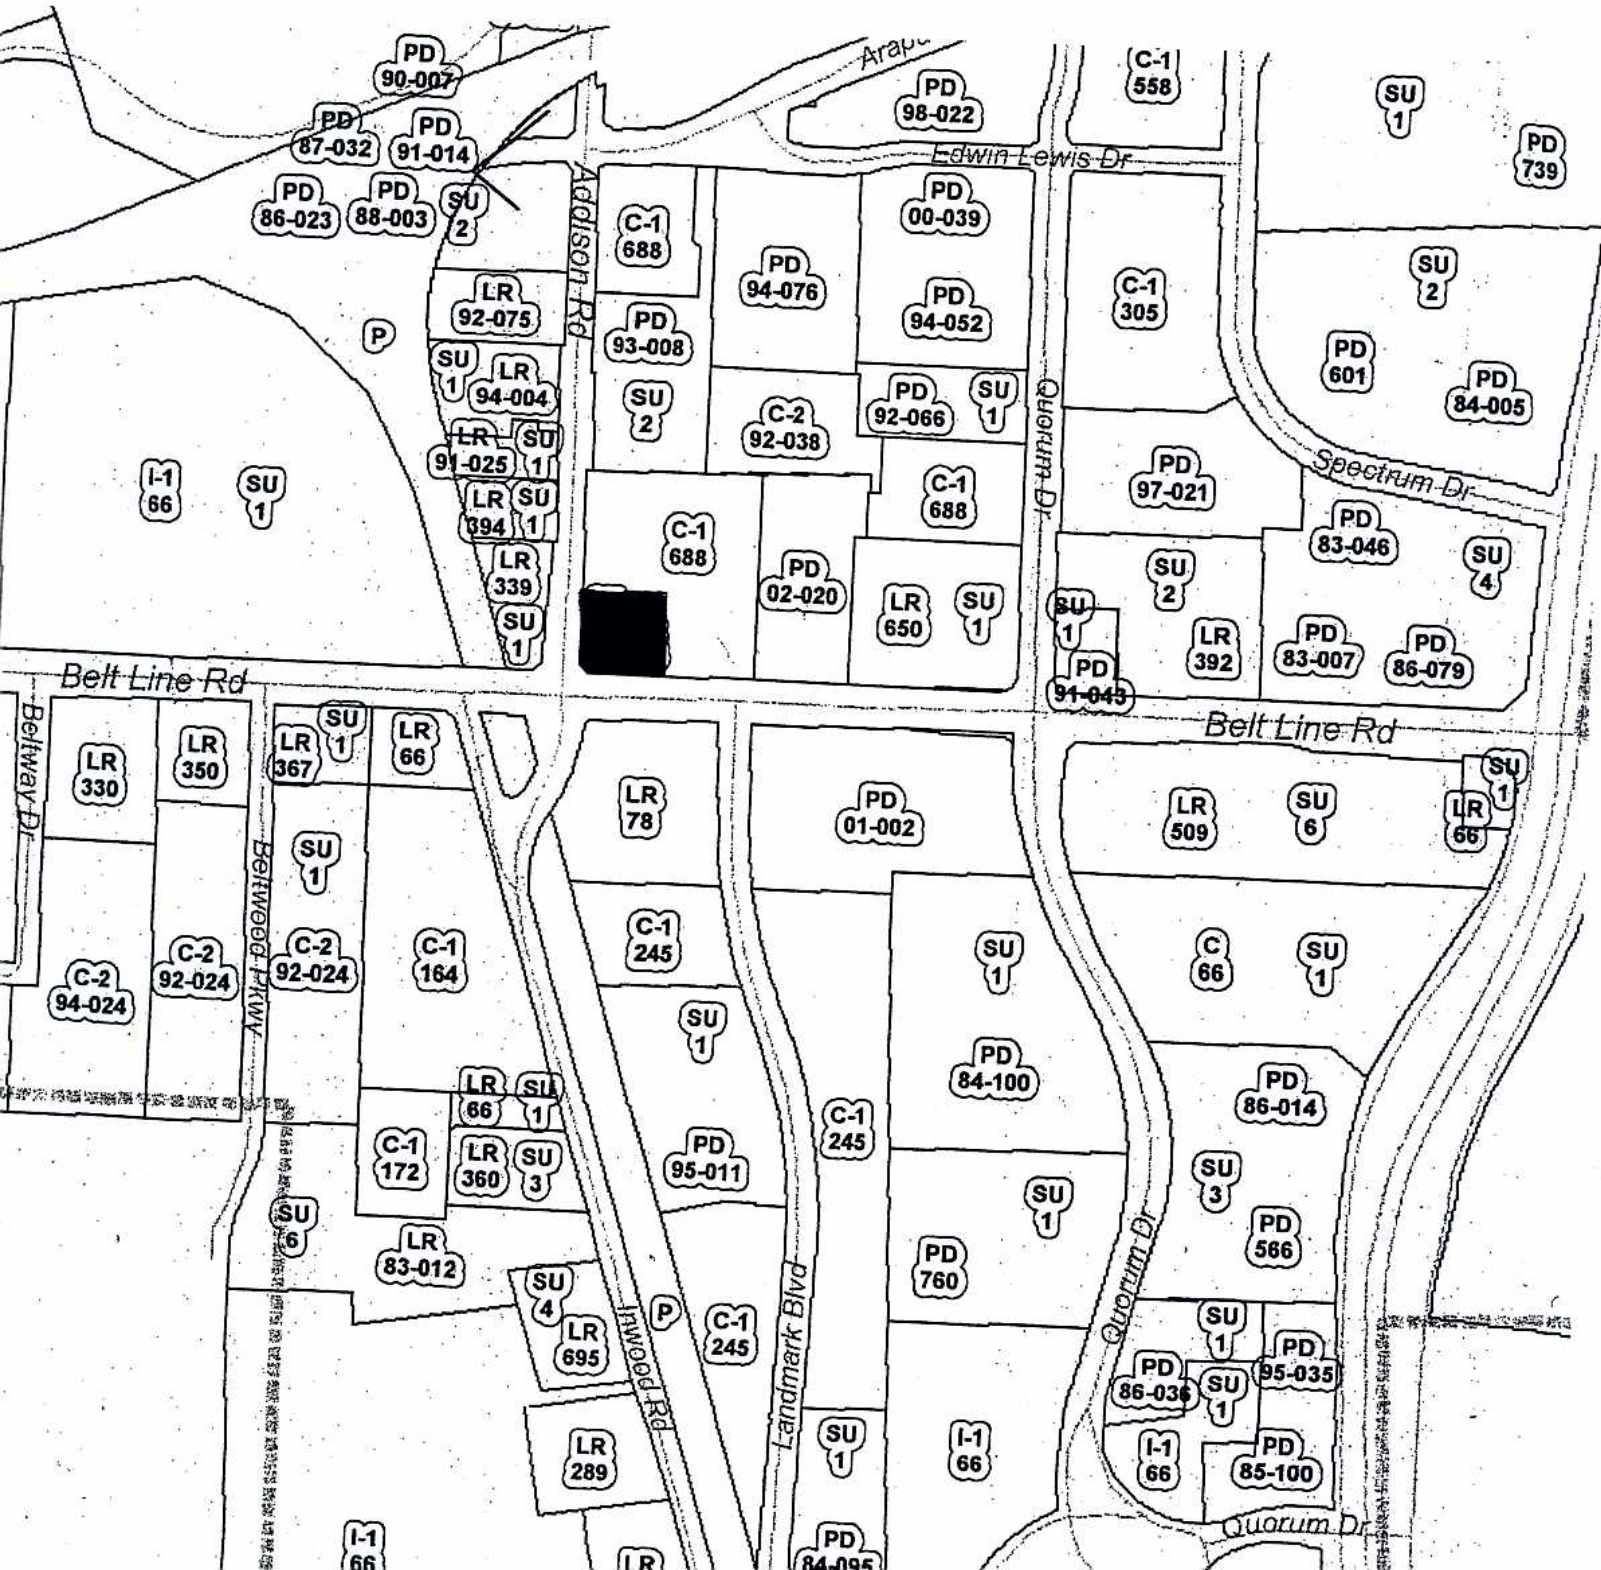 PD
90-007
Arap
PD
98-022
C-1
558
SU
1
PD
739
PD
87-032
PD
91-014
Edwin Lewis Dr
PD
86-023
PD
88-003
SU
2
Addison Rd
C-1
688
PD
00-039
PD
94-076
PD
94-052
C-1
305
SU
2
LR
92-075
P
PD
93-008
PD
601
PD
84-005
SU
1
LR
94-004
SU
2
C-2
92-038
PD
92-066
SU
1
Quorum Dr
LR
91-025
SU
1
Spectrum Dr
I-1
66
SU
1
LR
394
SU
1
C-1
688
C-1
688
PD
97-021
PD
83-046
SU
4
LR
339
PD
02-020
LR
650
SU
1
SU
2
SU
1
SU
1
LR
392
PD
83-007
PD
86-079
PD
91-043
Belt Line Rd
Belt Line Rd
Beltway Dr
LR
330
LR
350
LR
367
SU
1
LR
66
LR
78
PD
01-002
LR
509
SU
6
LR
66
SU
1
SU
1
Beltwood Pkwy
C-2
94-024
C-2
92-024
C-2
92-024
C-1
164
C-1
245
SU
1
C
66
SU
1
SU
1
PD
84-100
PD
86-014
LR
66
SU
1
C-1
245
C-1
172
LR
360
SU
3
PD
95-011
SU
3
SU
1
SU
6
LR
83-012
PD
760
PD
566
Quorum Dr
SU
4
LR
695
Inwood Rd
P
C-1
245
Landmark Blvd
SU
1
PD
95-035
PD
86-036
SU
1
LR
289
SU
1
I-1
66
I-1
66
PD
85-100
Quorum Dr
I-1
66
LR
PD
84-095